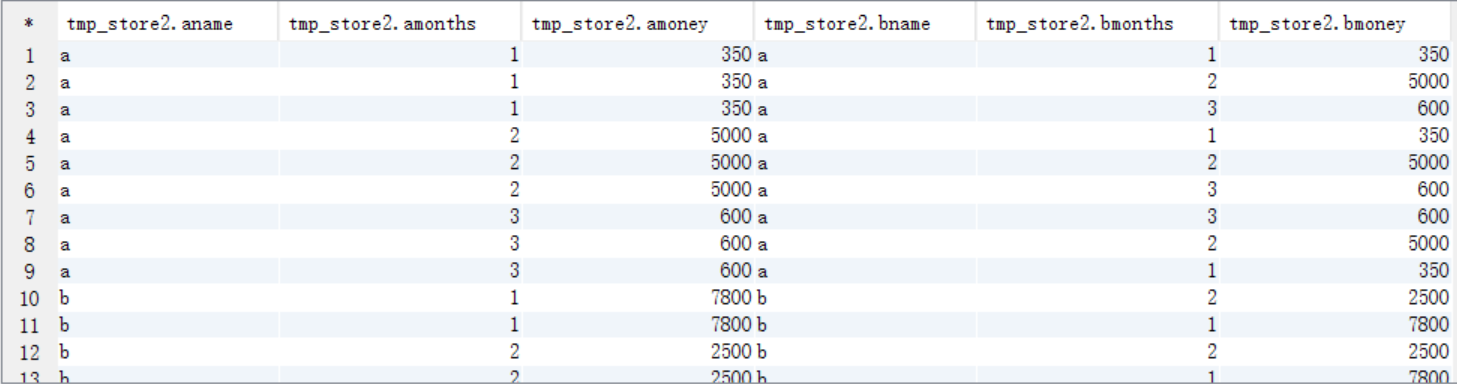 * tmp_store2.aname tmp_store2.amonths tmp_store2.amoney tmp_store2.bname tmp_store2.bmonths tmp_store2.bmoney
1 a 1 350 a 1 350
2 a 1 350 a 2 5000
3 a 1 350 a 3 600
4 a 2 5000 a 1 350
5 a 2 5000 a 2 5000
6 a 2 5000 a 3 600
7 a 3 600 a 3 600
8 a 3 600 a 2 5000
9 a 3 600 a 1 350
10 b 1 7800 b 2 2500
11 b 1 7800 b 1 7800
12 b 2 2500 b 2 2500
13 b 2 2500 b 1 7800